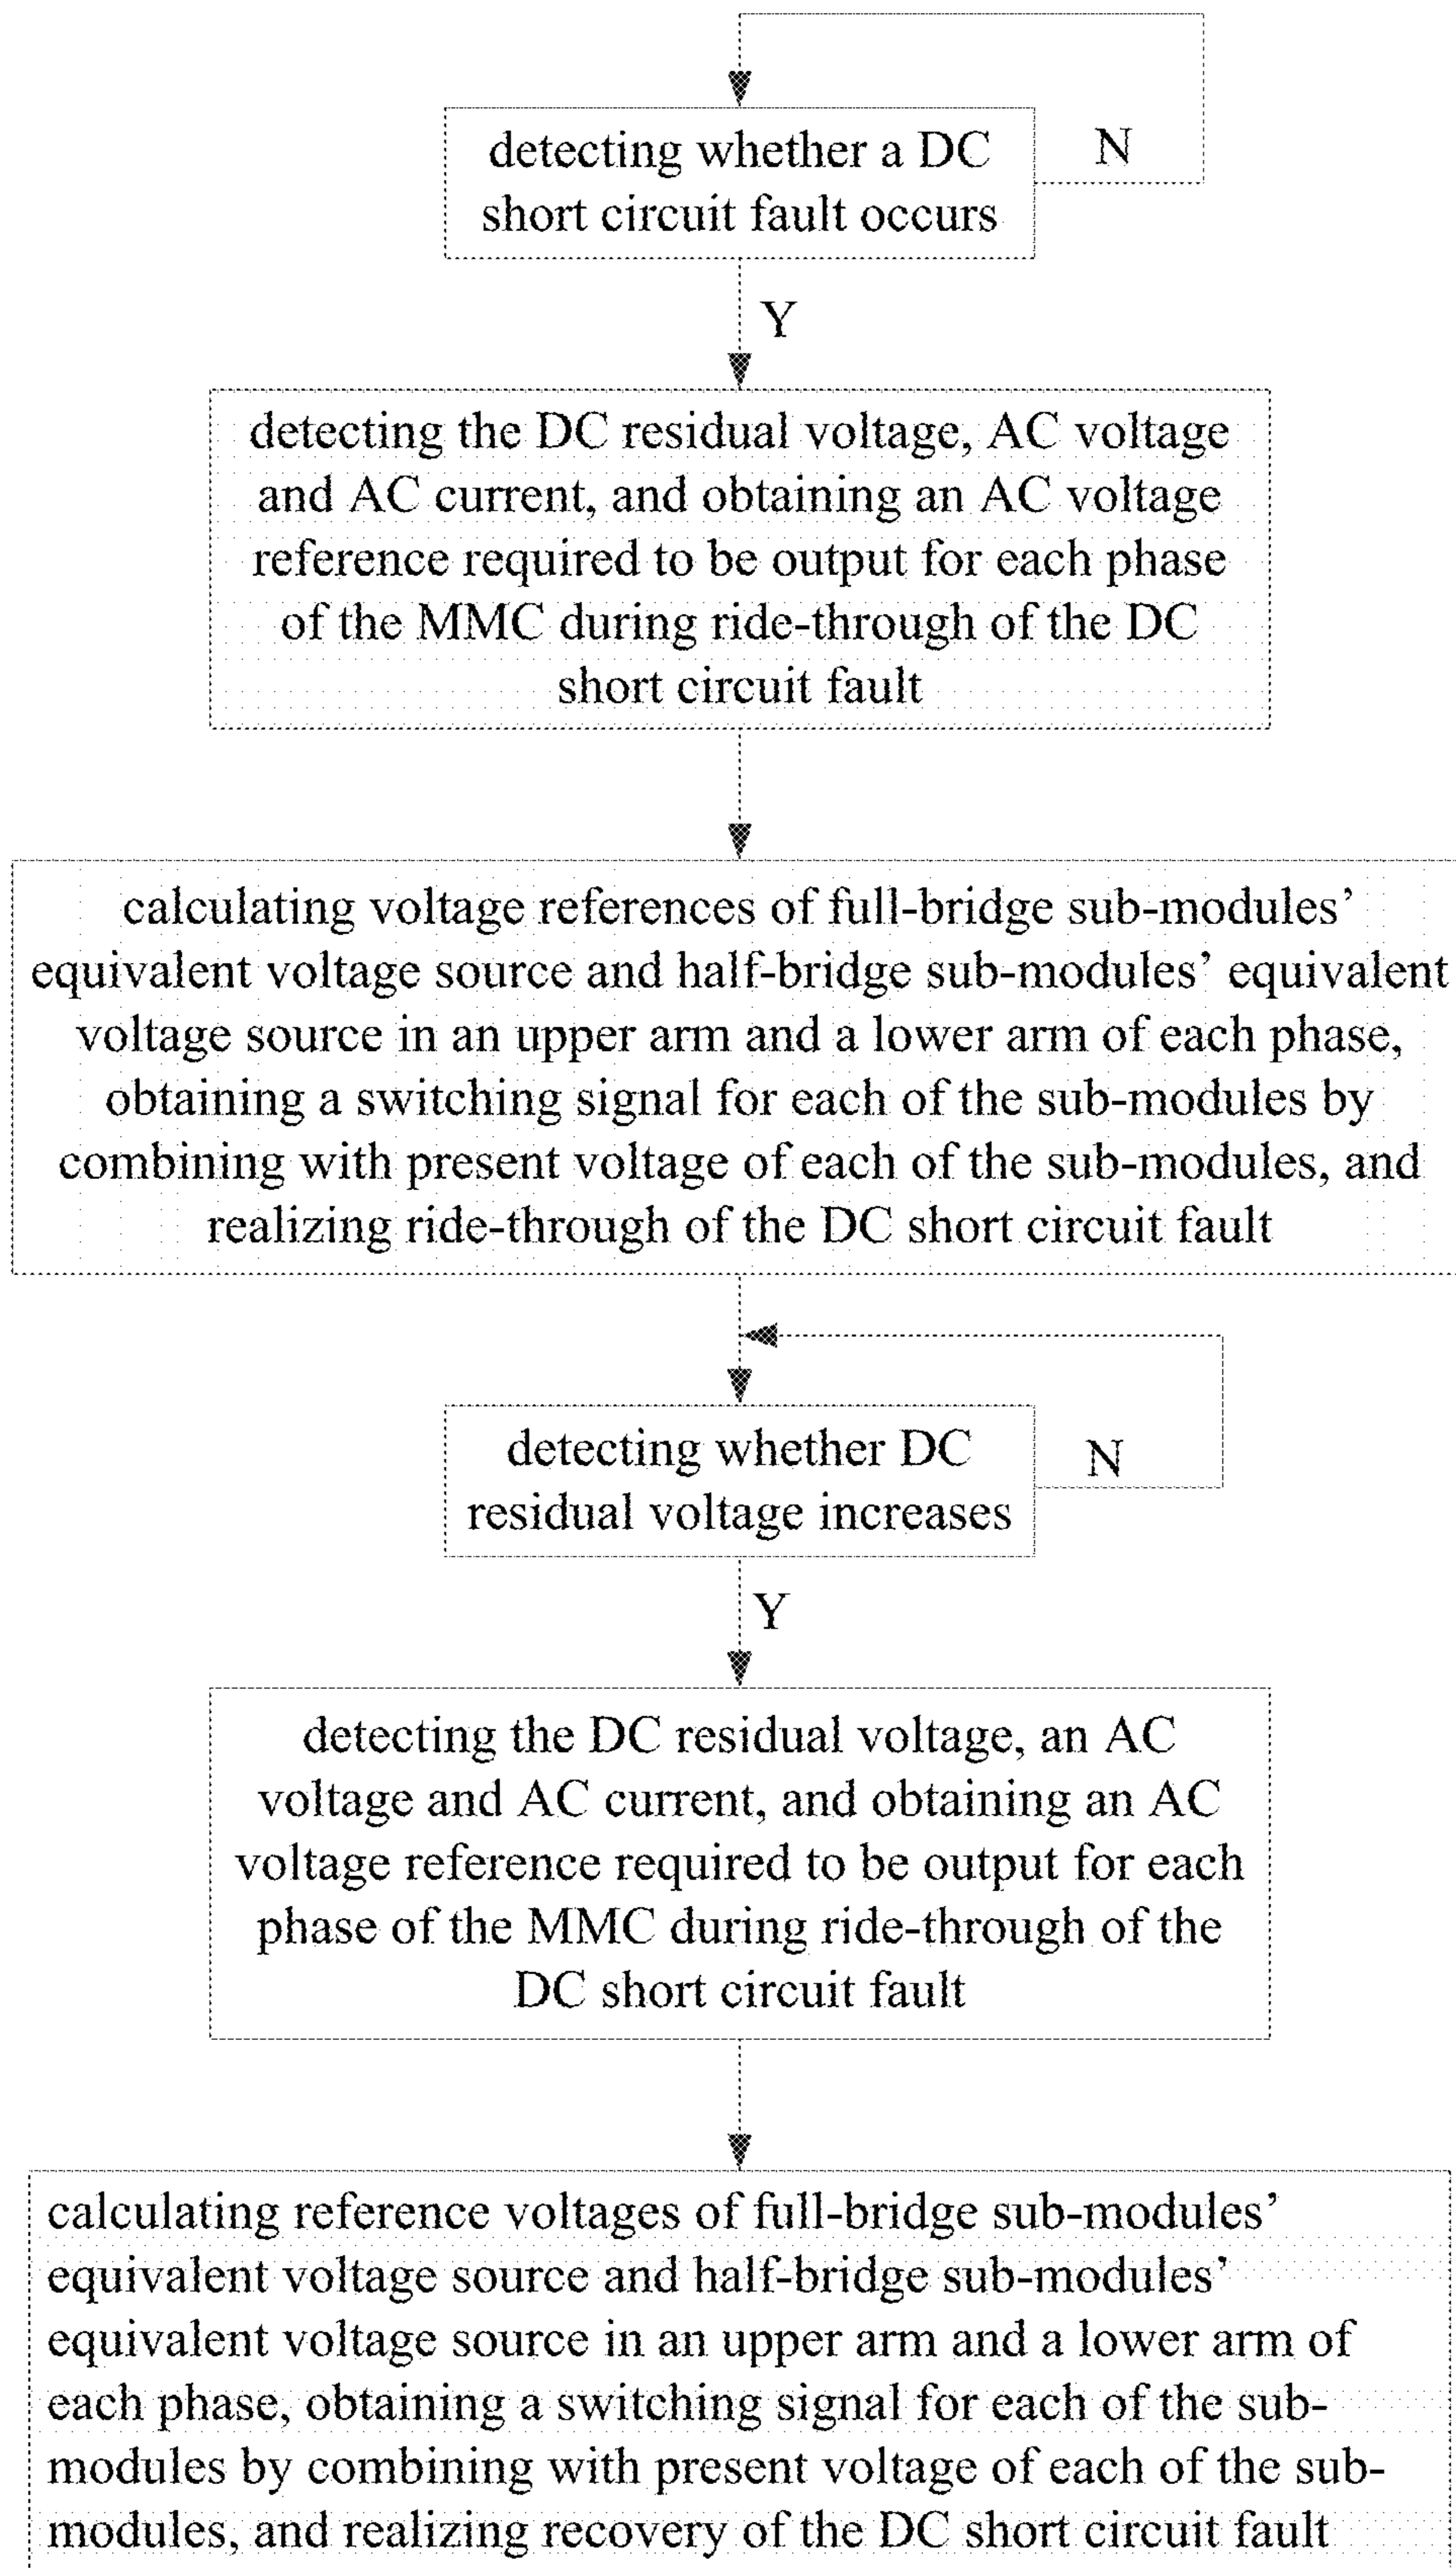 detecting whether a DC
short circuit fault occurs
N
Y
detecting the DC residual voltage, AC voltage
and AC current, and obtaining an AC voltage
reference required to be output for each phase
of the MMC during ride-through of the DC
short circuit fault
calculating voltage references of full-bridge sub-modules’
equivalent voltage source and half-bridge sub-modules’ equivalent
voltage source in an upper arm and a lower arm of each phase,
obtaining a switching signal for each of the sub-modules by
combining with present voltage of each of the sub-modules, and
realizing ride-through of the DC short circuit fault
detecting whether DC
residual voltage increases
N
Y
detecting the DC residual voltage, an AC
voltage and AC current, and obtaining an AC
voltage reference required to be output for each
phase of the MMC during ride-through of the
DC short circuit fault
calculating reference voltages of full-bridge sub-modules’
equivalent voltage source and half-bridge sub-modules’
equivalent voltage source in an upper arm and a lower arm of
each phase, obtaining a switching signal for each of the sub-
modules by combining with present voltage of each of the sub-
modules, and realizing recovery of the DC short circuit fault